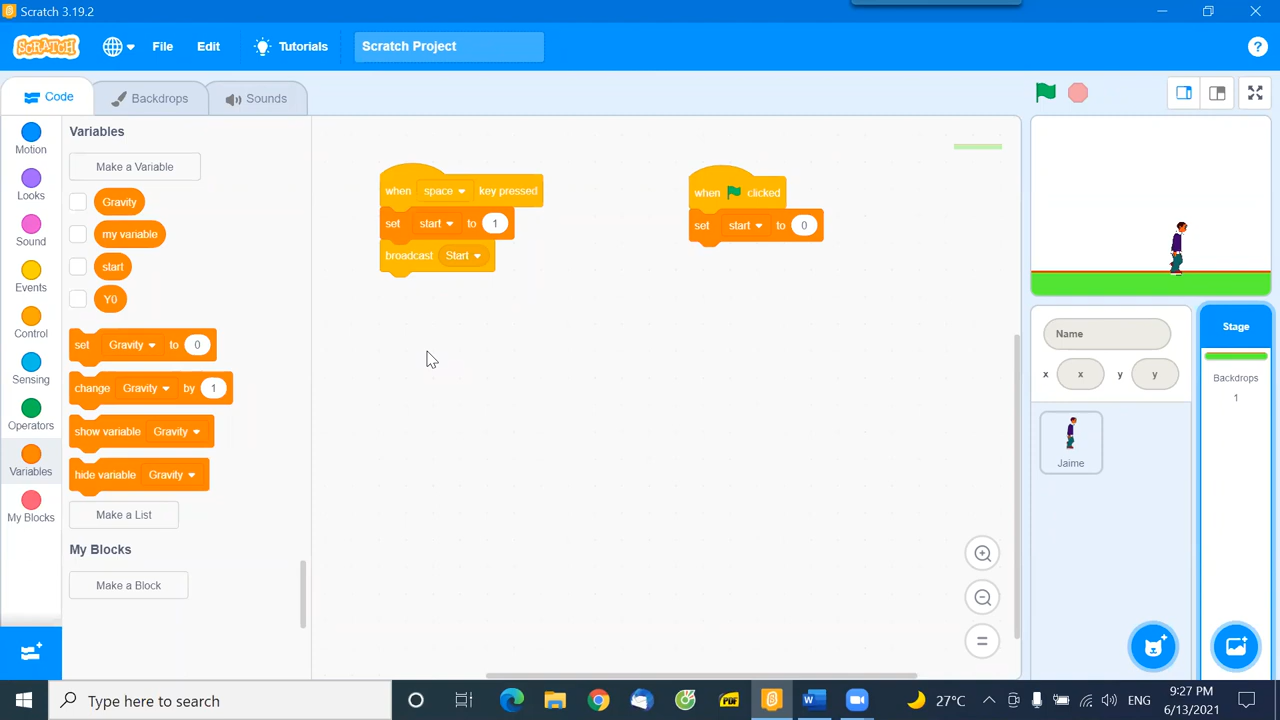 Scratch 3.19.2
SCRATCH
File
Edit
Tutorials
Scratch Project
?
Code
Backdrops
Sounds
Motion
Looks
Sound
Events
Control
Sensing
Operators
Variables
My Blocks
Variables
Make a Variable
Gravity
my variable
start
Y0
set Gravity to 0
change Gravity by 1
show variable Gravity
hide variable Gravity
Make a List
My Blocks
Make a Block
when space key pressed
set start to 1
broadcast Start
when clicked
set start to 0
Name
x x y y
Jaime
Stage
Backdrops
1
Type here to search
PDF
27°C
ENG
9:27 PM
6/13/2021